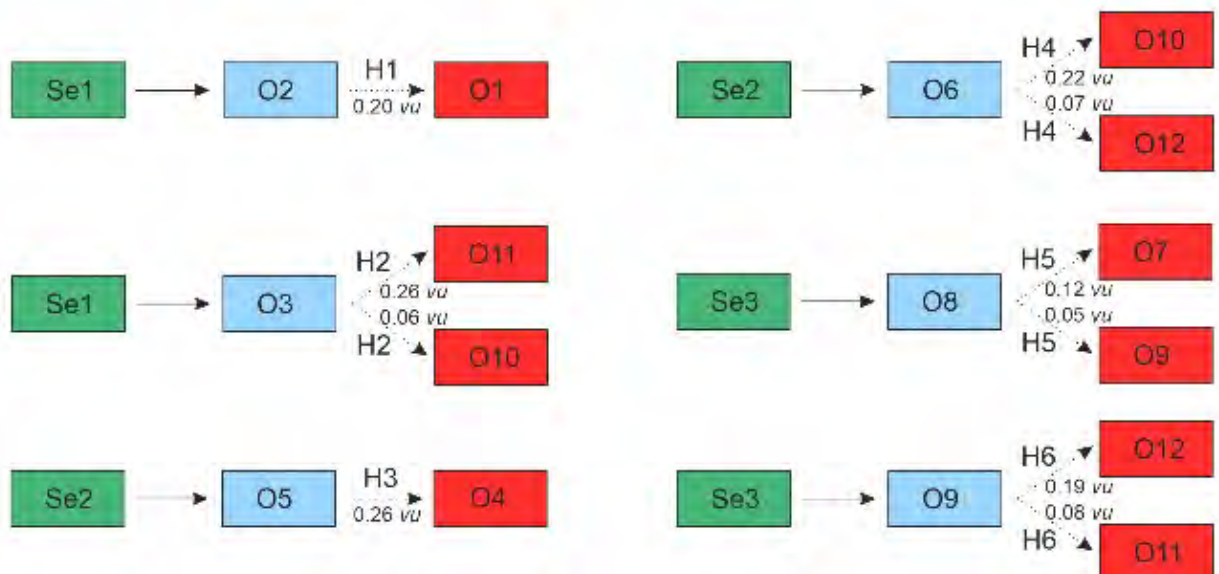 Se1 O2 H1 0.20 vu O1
Se2 O6 H4 0.22 vu O10
0.07 vu H4 O12
Se1 O3 H2 0.26 vu O11
0.06 vu H2 O10
Se3 O8 H5 0.12 vu O7
0.05 vu H5 O9
Se2 O5 H3 0.26 vu O4
Se3 O9 H6 0.19 vu O12
0.08 vu H6 O11